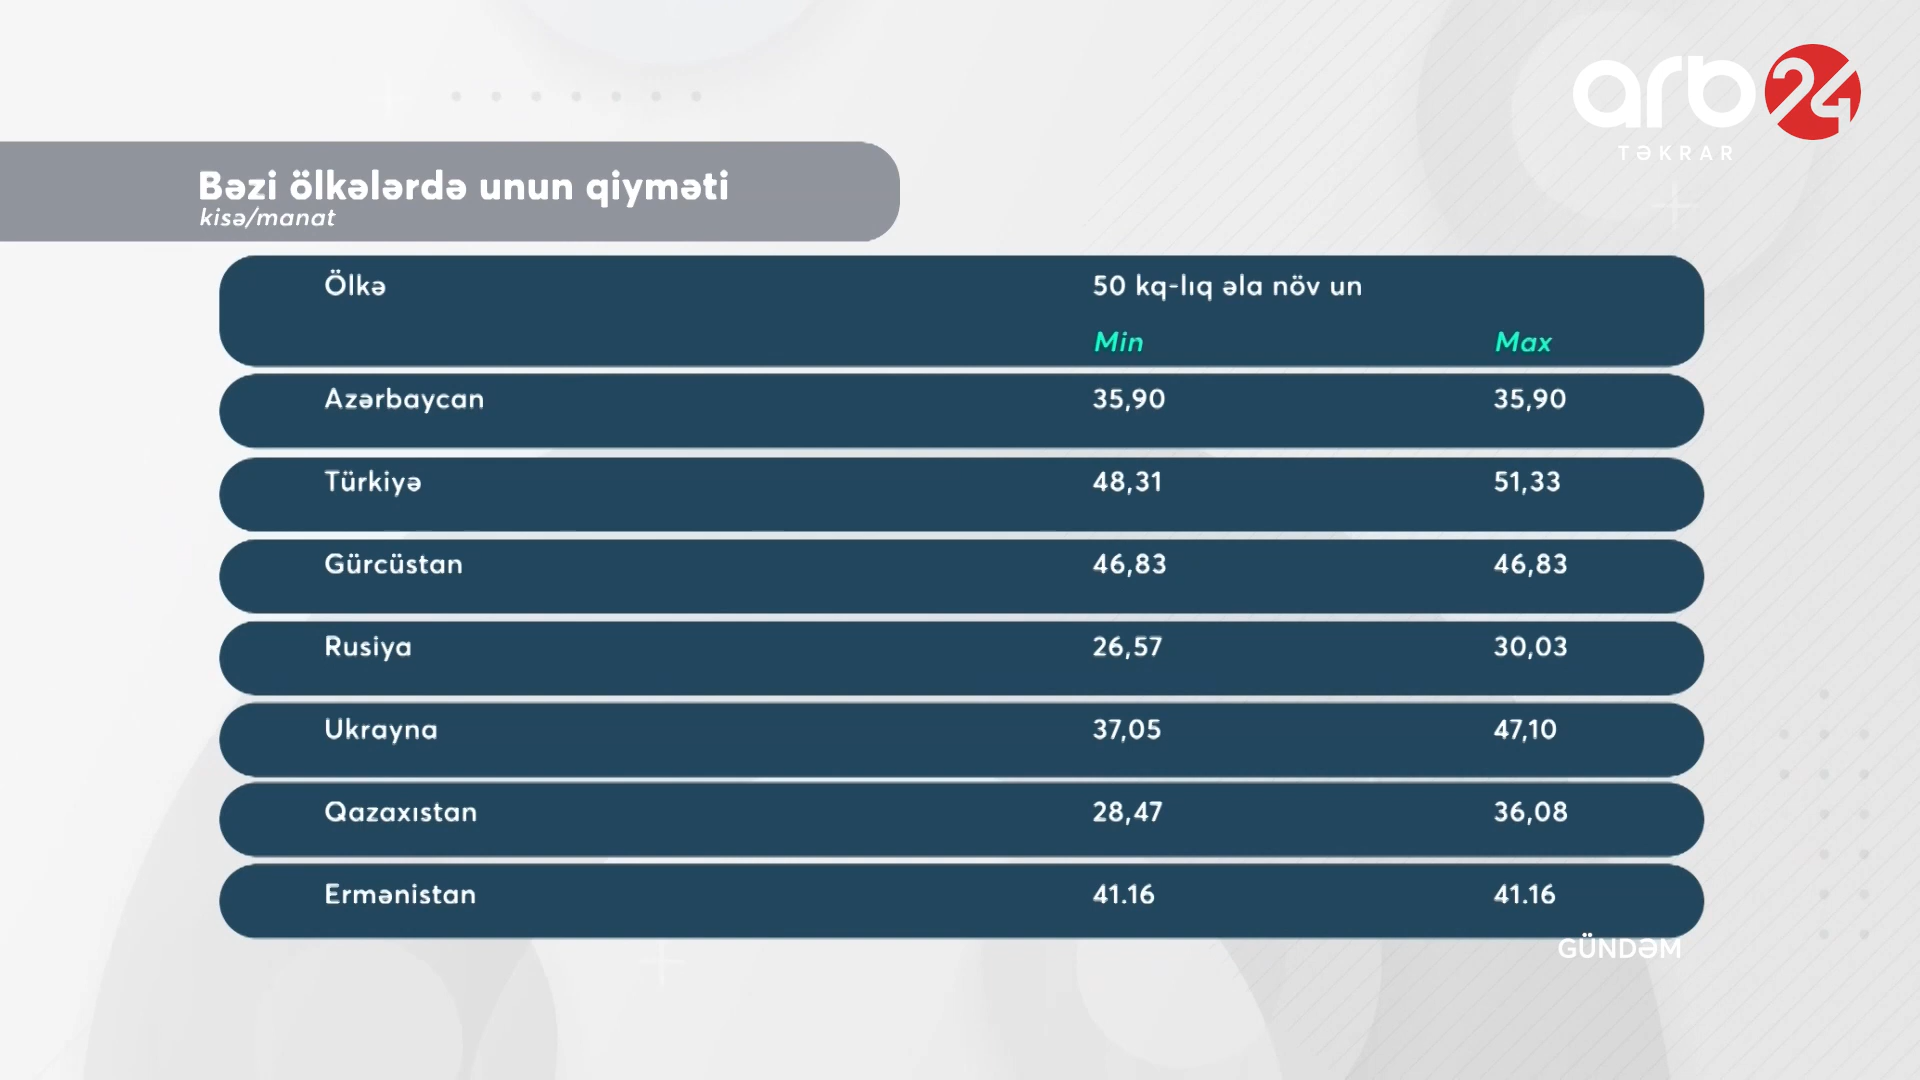 arb 24
TƏKRAR
Bəzi ölkələrdə unun qiyməti
kisə/manat
Ölkə 50 kq-lıq əla növ un
Min Max
Azərbaycan 35,90 35,90
Türkiyə 48,31 51,33
Gürcüstan 46,83 46,83
Rusiya 26,57 30,03
Ukrayna 37,05 47,10
Qazaxıstan 28,47 36,08
Ermənistan 41.16 41.16
GÜNDƏM